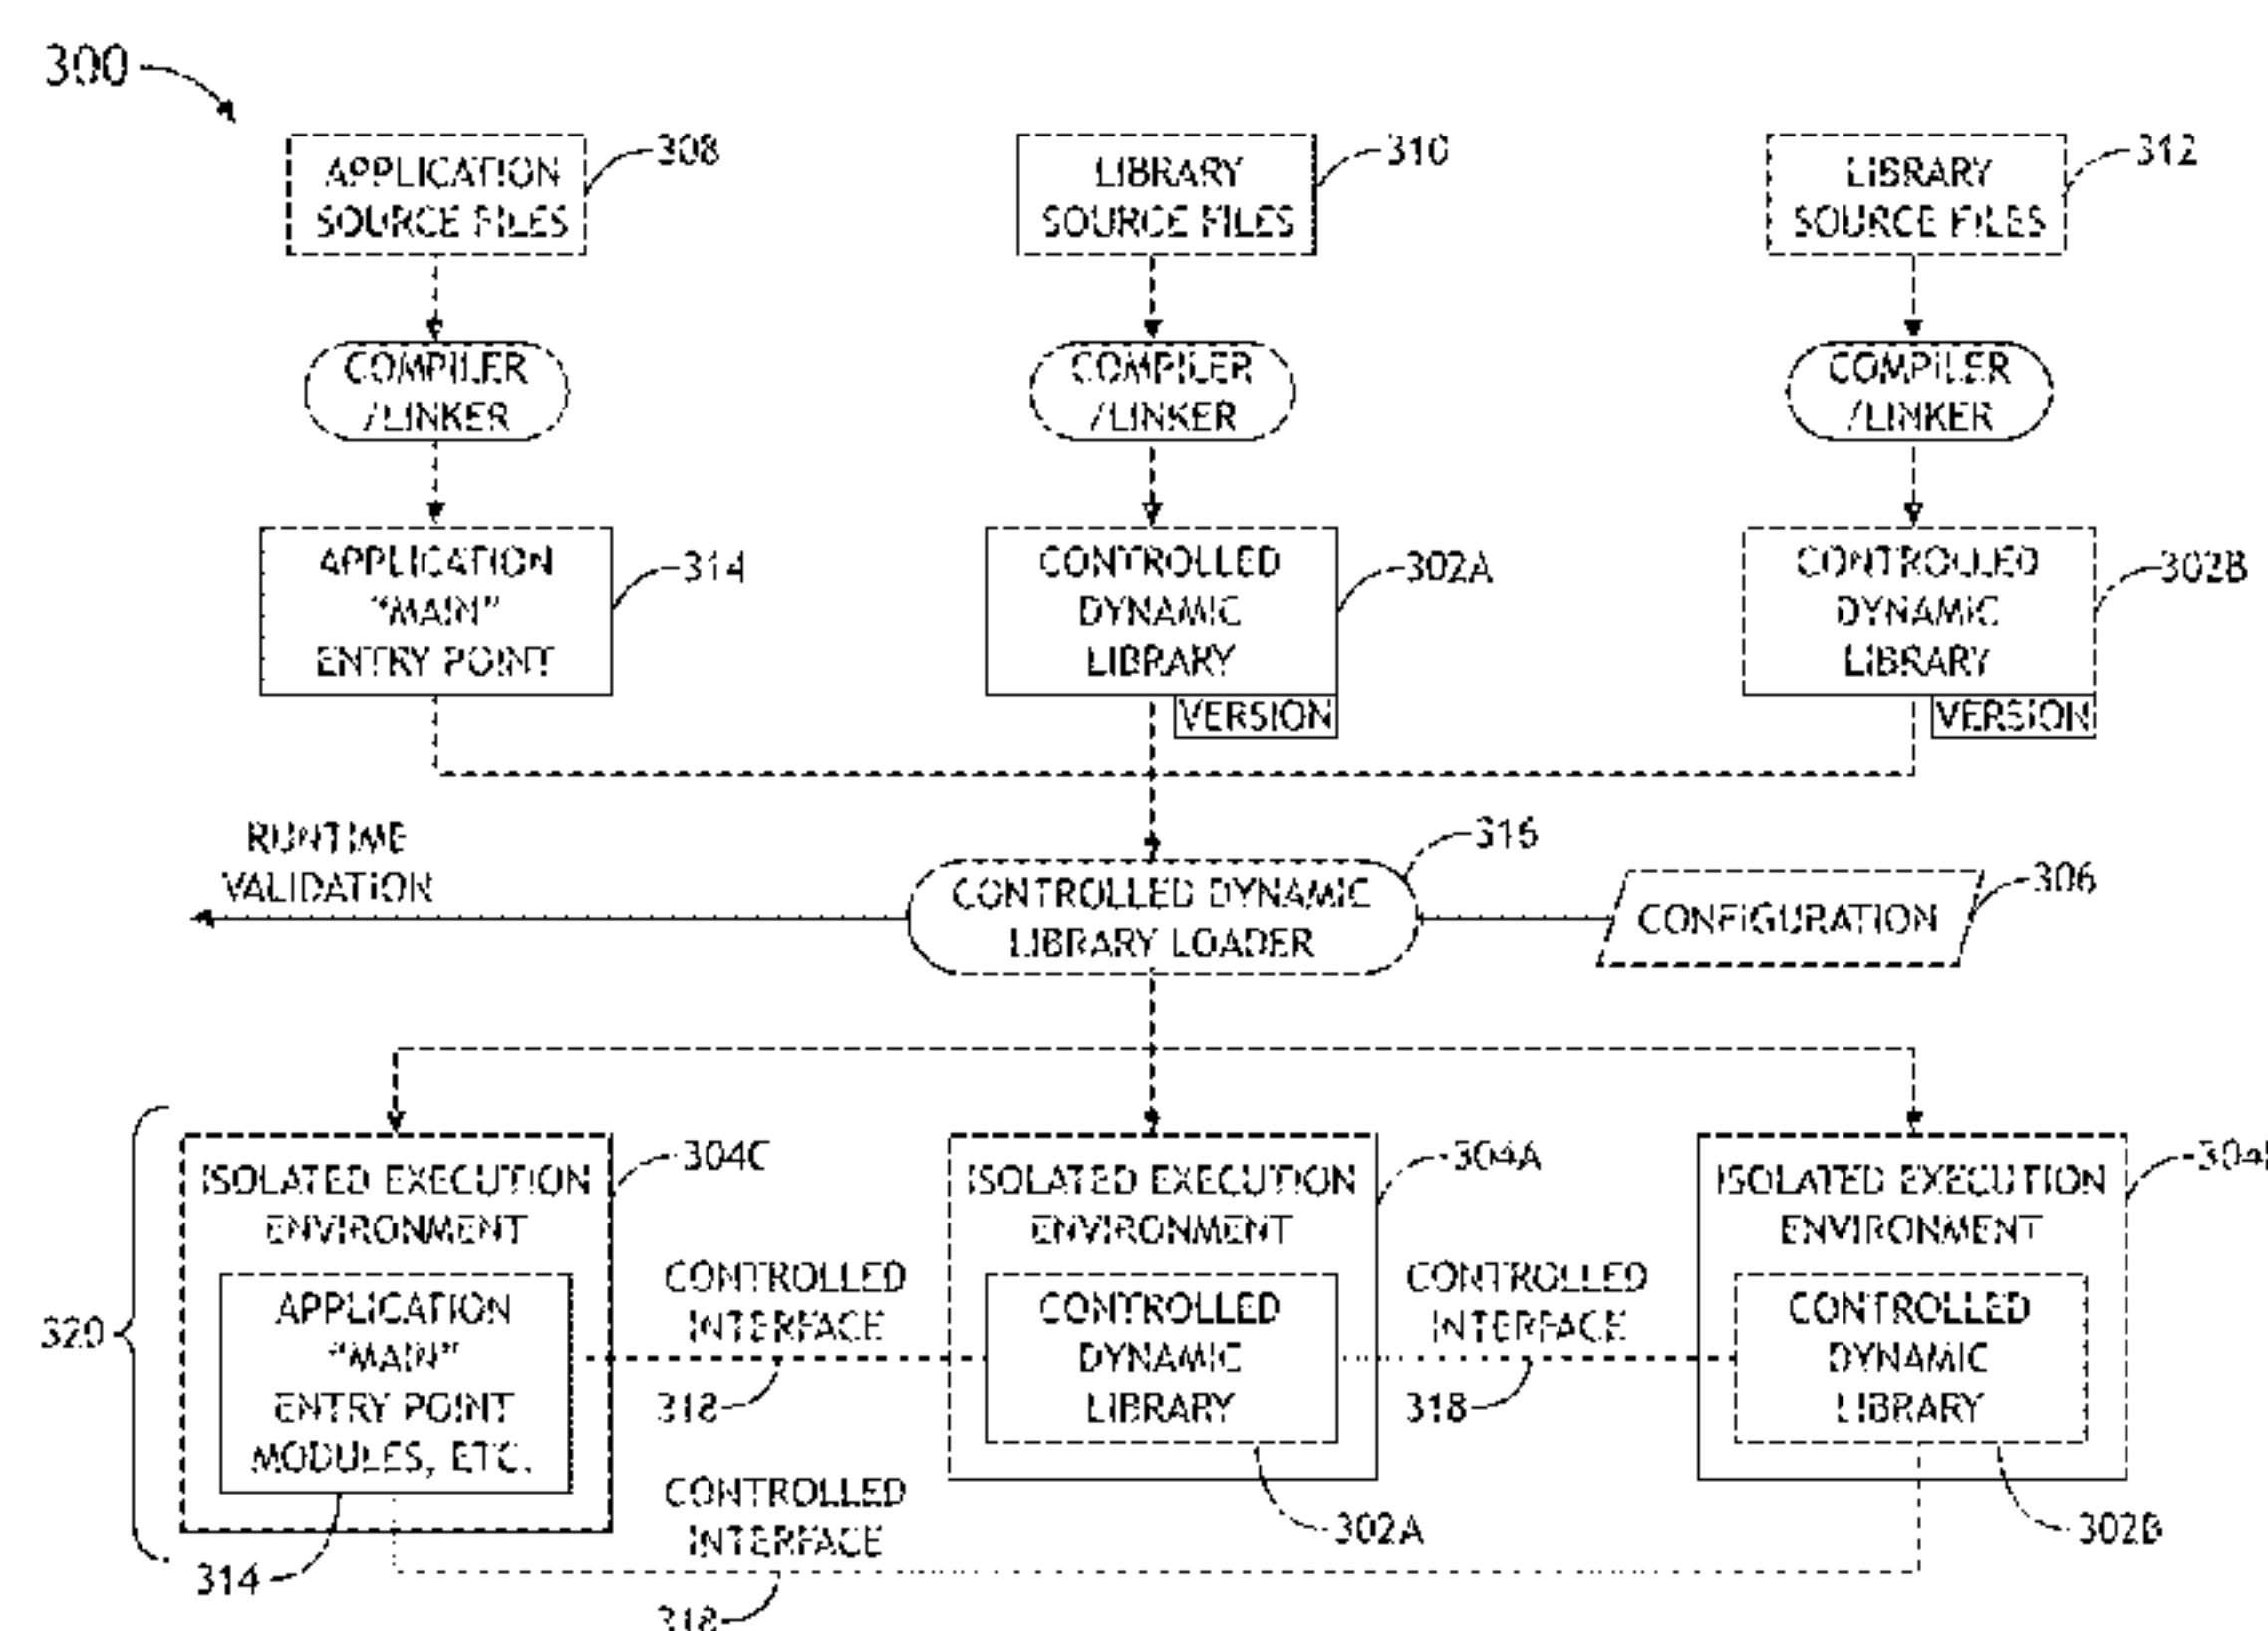 300
APPLICATION
SOURCE FILES
308
LIBRARY
SOURCE FILES
310
LIBRARY
SOURCE FILES
312
COMPILER
/LINKER
COMPILER
/LINKER
COMPILER
/LINKER
APPLICATION
"MAIN"
ENTRY POINT
314
CONTROLLED
DYNAMIC
LIBRARY
302A
VERSION
CONTROLLED
DYNAMIC
LIBRARY
302B
VERSION
RUNTIME
VALIDATION
CONTROLLED DYNAMIC
LIBRARY LOADER
316
CONFIGURATION
306
320
ISOLATED EXECUTION
ENVIRONMENT
304C
APPLICATION
"MAIN"
ENTRY POINT
MODULES, ETC.
314
CONTROLLED
INTERFACE
318
ISOLATED EXECUTION
ENVIRONMENT
304A
CONTROLLED
DYNAMIC
LIBRARY
302A
CONTROLLED
INTERFACE
318
ISOLATED EXECUTION
ENVIRONMENT
CONTROLLED
DYNAMIC
LIBRARY
302B
CONTROLLED
INTERFACE
318